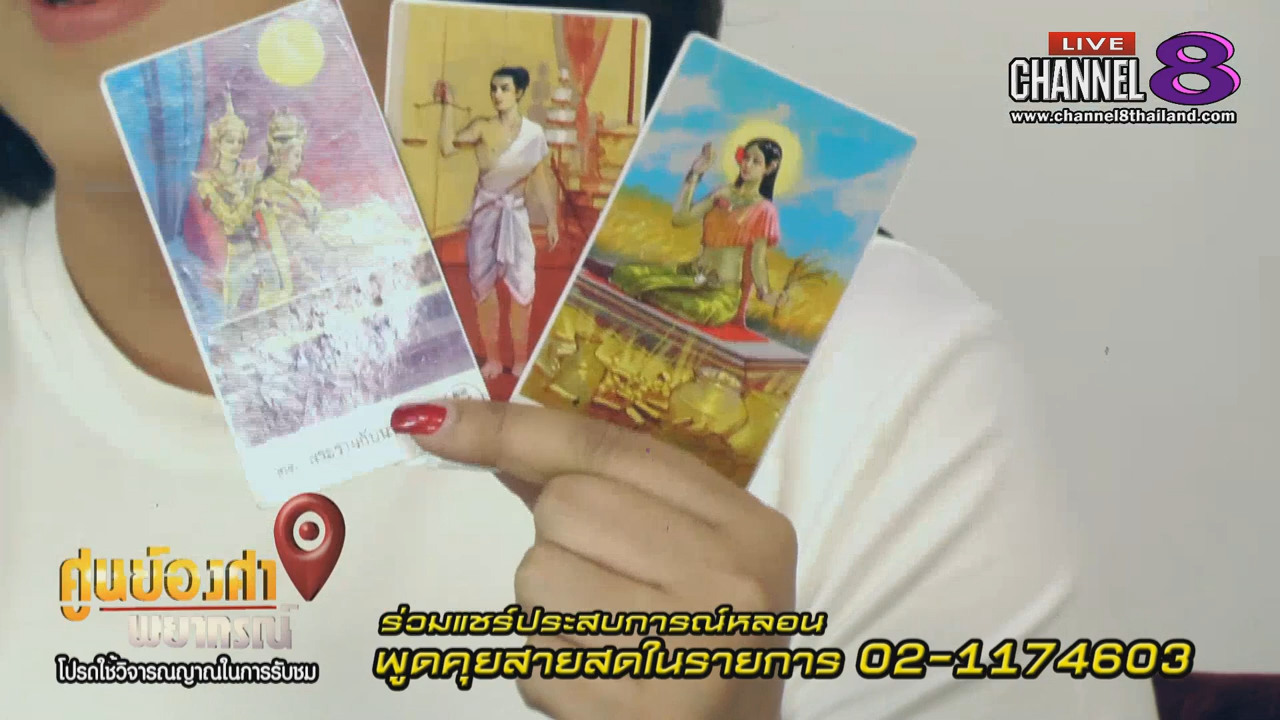 LIVE
CHANNEL 8
www.channel8thailand.com
ศูนย์องศา
พยากรณ์
โปรดใช้วิจารณญาณในการรับชม
ร่วมแชร์ประสบการณ์หลอน
พูดคุยสายสดในรายการ 02-1174603